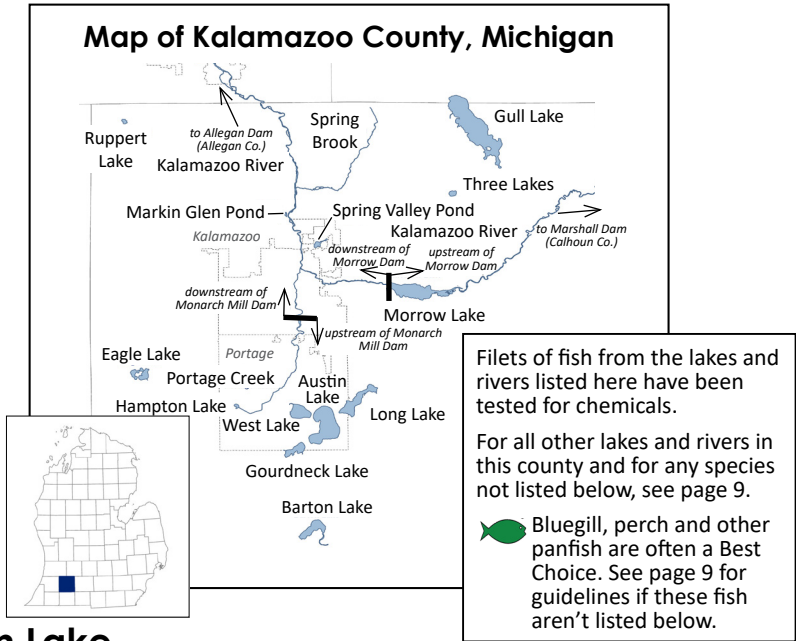 Map of Kalamazoo County, Michigan
Ruppert
Lake
to Allegan Dam
(Allegan Co.)
Kalamazoo River
Spring
Brook
Gull Lake
Three Lakes
Markin Glen Pond
Spring Valley Pond
Kalamazoo River
Kalamazoo
to Marshall Dam
(Calhoun Co.)
downstream of
Morrow Dam
upstream of
Morrow Dam
downstream of
Monarch Mill Dam
Morrow Lake
upstream of Monarch
Mill Dam
Eagle Lake
Portage
Portage Creek
Austin
Lake
Hampton Lake
West Lake
Long Lake
Gourdneck Lake
Barton Lake
Filets of fish from the lakes and
rivers listed here have been
tested for chemicals.
For all other lakes and rivers in
this county and for any species
not listed below, see page 9.
Bluegill, perch and other
panfish are often a Best
Choice. See page 9 for
guidelines if these fish
aren't listed below.
Lake